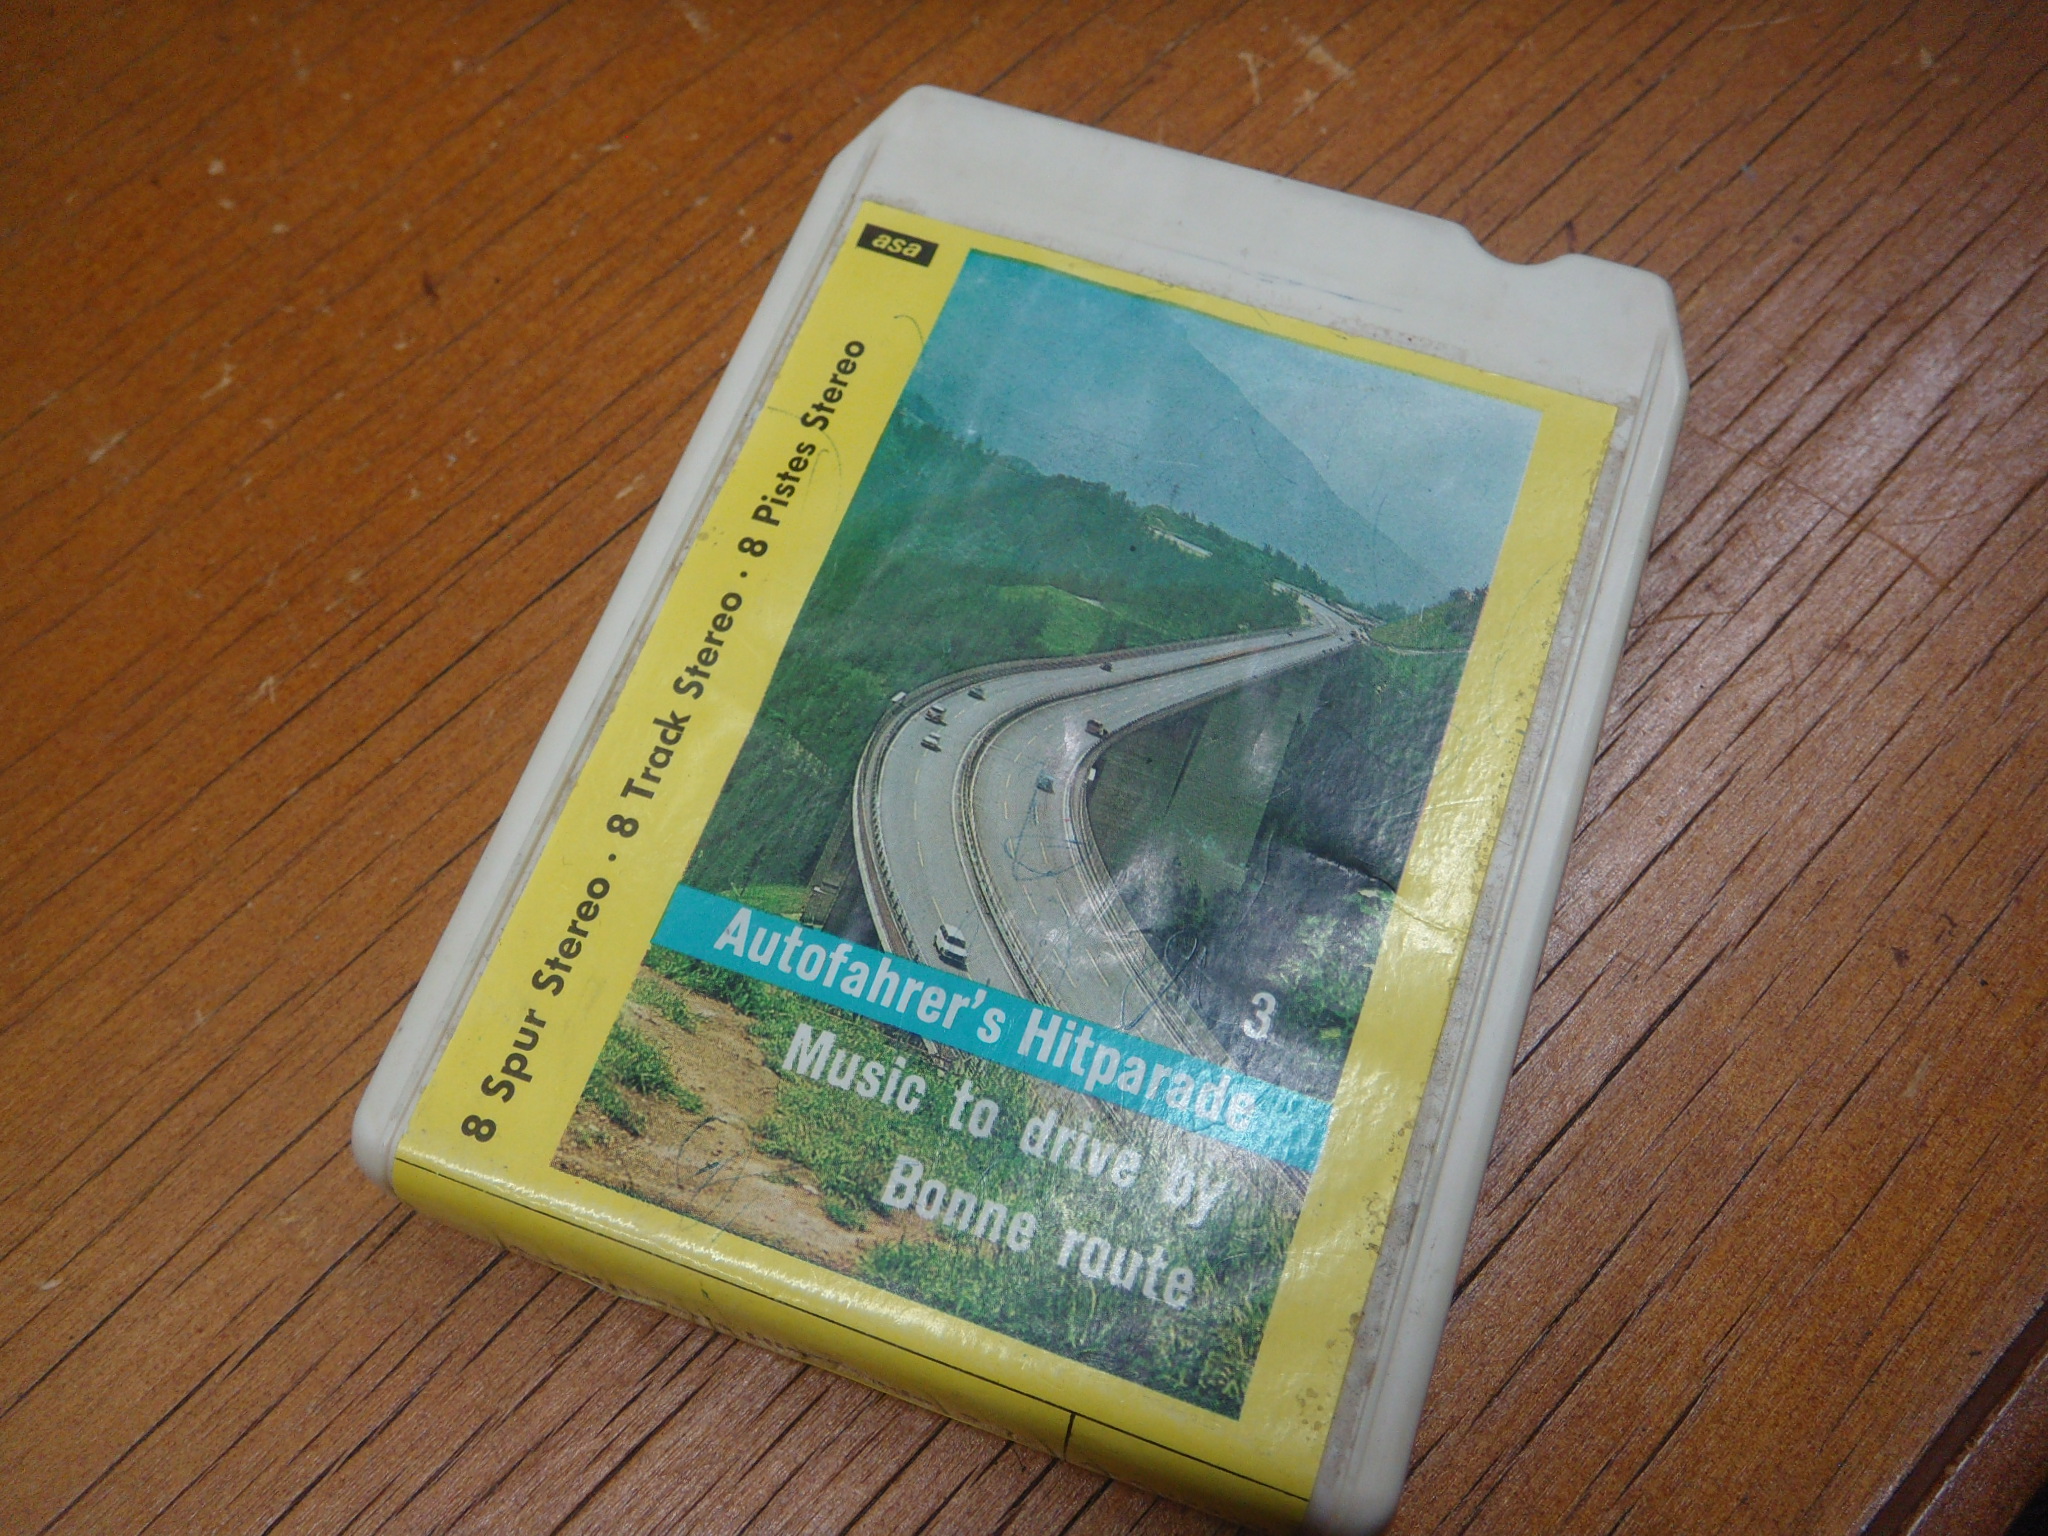 asa
8 Spur Stereo · 8 Track Stereo · 8 Pistes Stereo
3
Autofahrer's Hitparade
Music to drive by
Bonne route